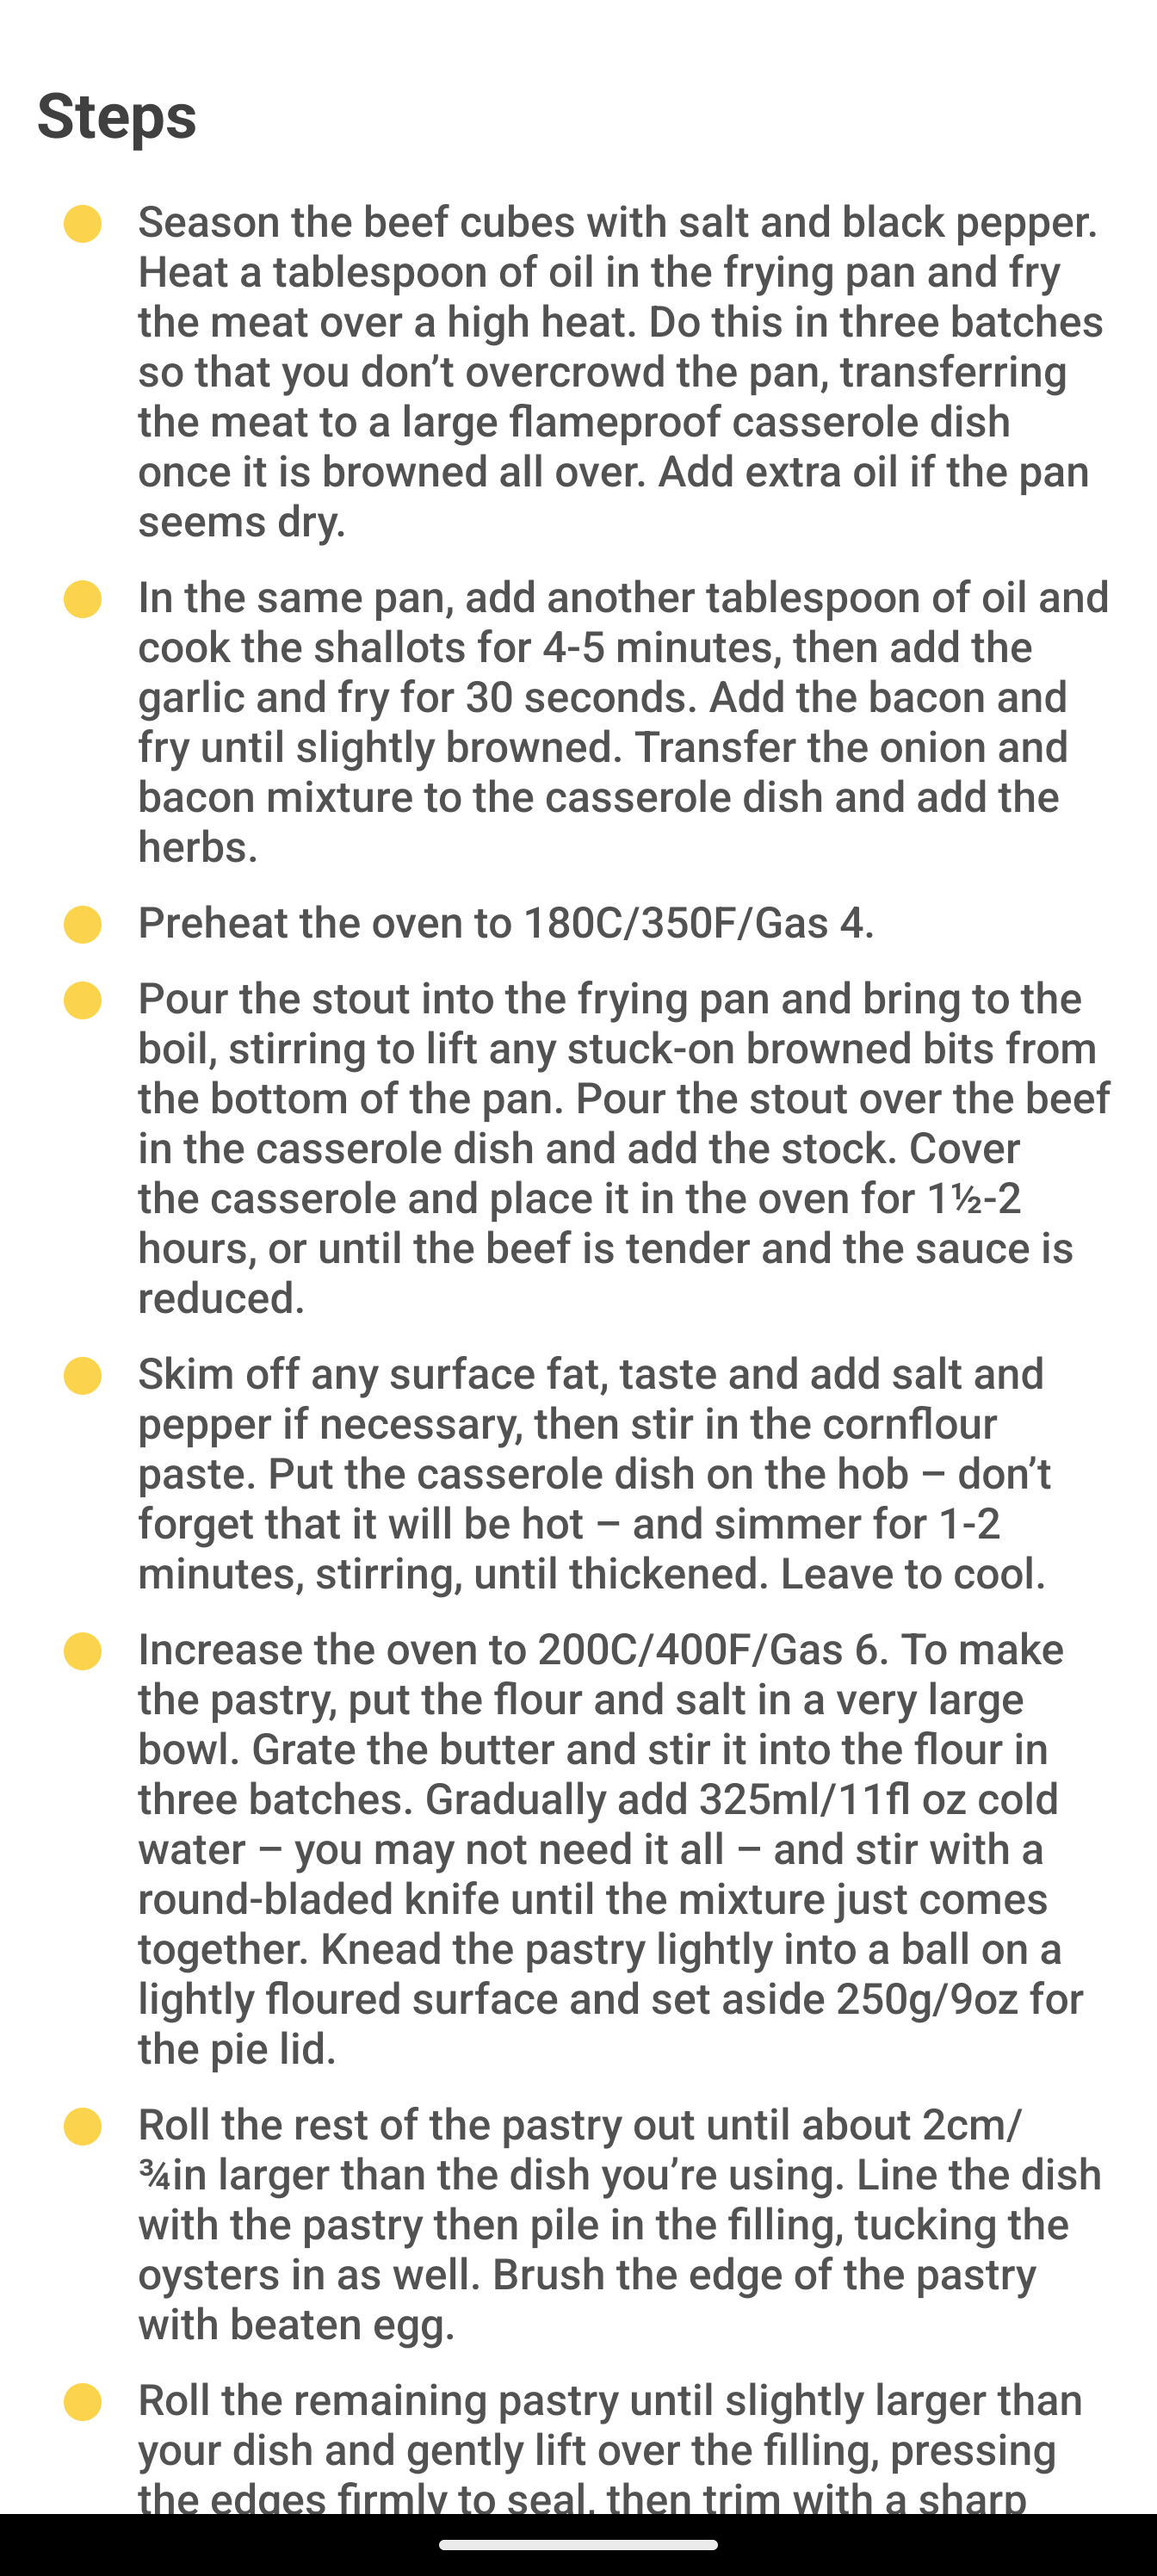 Steps
Season the beef cubes with salt and black pepper.
Heat a tablespoon of oil in the frying pan and fry
the meat over a high heat. Do this in three batches
so that you don’t overcrowd the pan, transferring
the meat to a large flameproof casserole dish
once it is browned all over. Add extra oil if the pan
seems dry.
In the same pan, add another tablespoon of oil and
cook the shallots for 4-5 minutes, then add the
garlic and fry for 30 seconds. Add the bacon and
fry until slightly browned. Transfer the onion and
bacon mixture to the casserole dish and add the
herbs.
Preheat the oven to 180C/350F/Gas 4.
Pour the stout into the frying pan and bring to the
boil, stirring to lift any stuck-on browned bits from
the bottom of the pan. Pour the stout over the beef
in the casserole dish and add the stock. Cover
the casserole and place it in the oven for 1½-2
hours, or until the beef is tender and the sauce is
reduced.
Skim off any surface fat, taste and add salt and
pepper if necessary, then stir in the cornflour
paste. Put the casserole dish on the hob – don’t
forget that it will be hot – and simmer for 1-2
minutes, stirring, until thickened. Leave to cool.
Increase the oven to 200C/400F/Gas 6. To make
the pastry, put the flour and salt in a very large
bowl. Grate the butter and stir it into the flour in
three batches. Gradually add 325ml/11fl oz cold
water – you may not need it all – and stir with a
round-bladed knife until the mixture just comes
together. Knead the pastry lightly into a ball on a
lightly floured surface and set aside 250g/9oz for
the pie lid.
Roll the rest of the pastry out until about 2cm/
¾in larger than the dish you’re using. Line the dish
with the pastry then pile in the filling, tucking the
oysters in as well. Brush the edge of the pastry
with beaten egg.
Roll the remaining pastry until slightly larger than
your dish and gently lift over the filling, pressing
the edges firmly to seal, then trim with a sharp